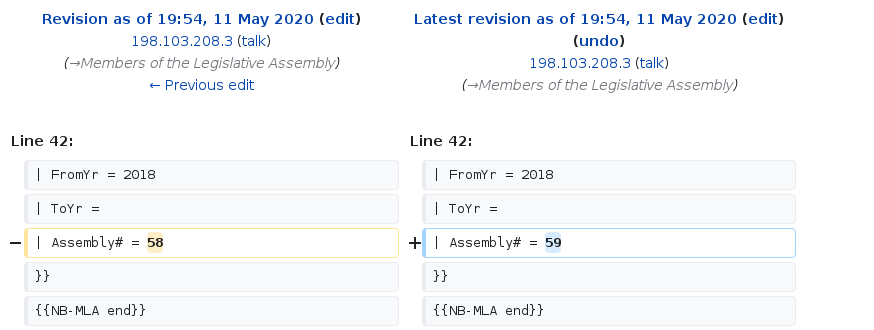 Revision as of 19:54, 11 May 2020 (edit)
198.103.208.3 (talk)
(→Members of the Legislative Assembly)
← Previous edit
Latest revision as of 19:54, 11 May 2020 (edit)
(undo)
198.103.208.3 (talk)
(→Members of the Legislative Assembly)
Line 42:
Line 42:
| FromYr = 2018
| FromYr = 2018
| ToYr =
| ToYr =
− | Assembly# = 58
+ | Assembly# = 59
}}
}}
{{NB-MLA end}}
{{NB-MLA end}}